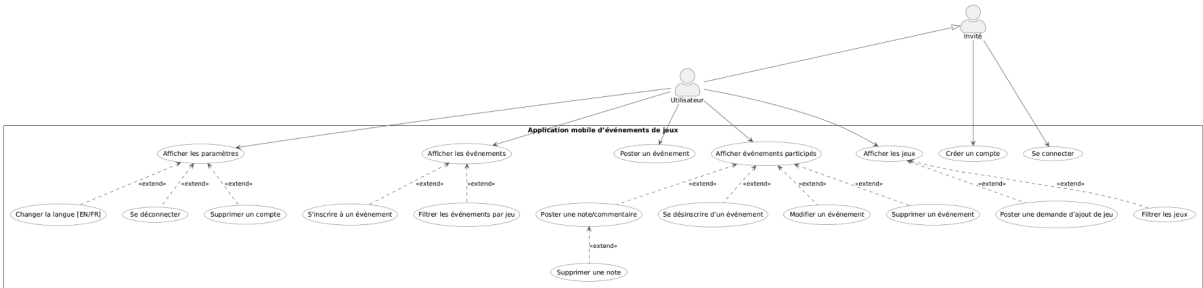 Invité
Utilisateur
Application mobile d'événements de jeux
Afficher les paramètres
Afficher les événements
Poster un événement
Afficher événements participés
Afficher les jeux
Créer un compte
Se connecter
«extend»
«extend»
«extend»
«extend»
«extend»
«extend»
«extend»
«extend»
«extend»
«extend»
«extend»
Changer la langue [EN/FR]
Se déconnecter
Supprimer un compte
S'inscrire à un événement
Filtrer les événements par jeu
Poster une note/commentaire
Se désinscrire d'un événement
Modifier un événement
Supprimer un événement
Poster une demande d'ajout de jeu
Filtrer les jeux
«extend»
Supprimer une note